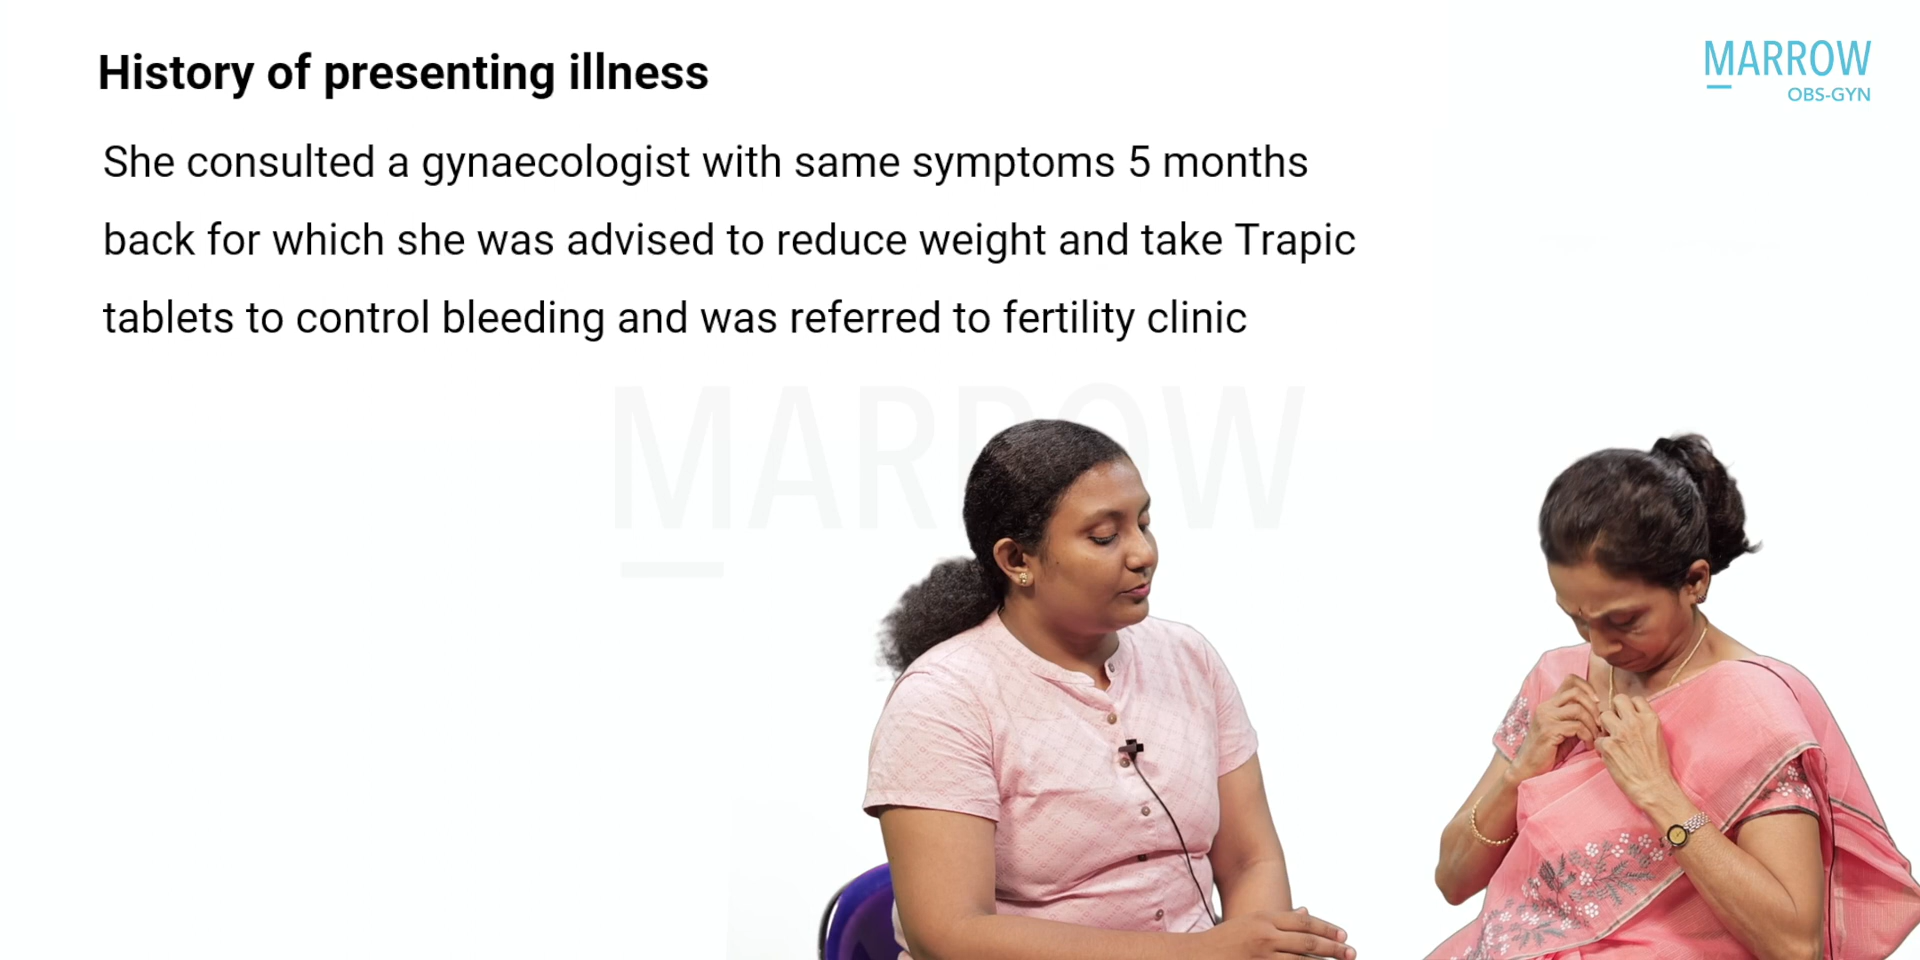 History of presenting illness
MARROW
OBS-GYN
She consulted a gynaecologist with same symptoms 5 months
back for which she was advised to reduce weight and take Trapic
tablets to control bleeding and was referred to fertility clinic
MARROW